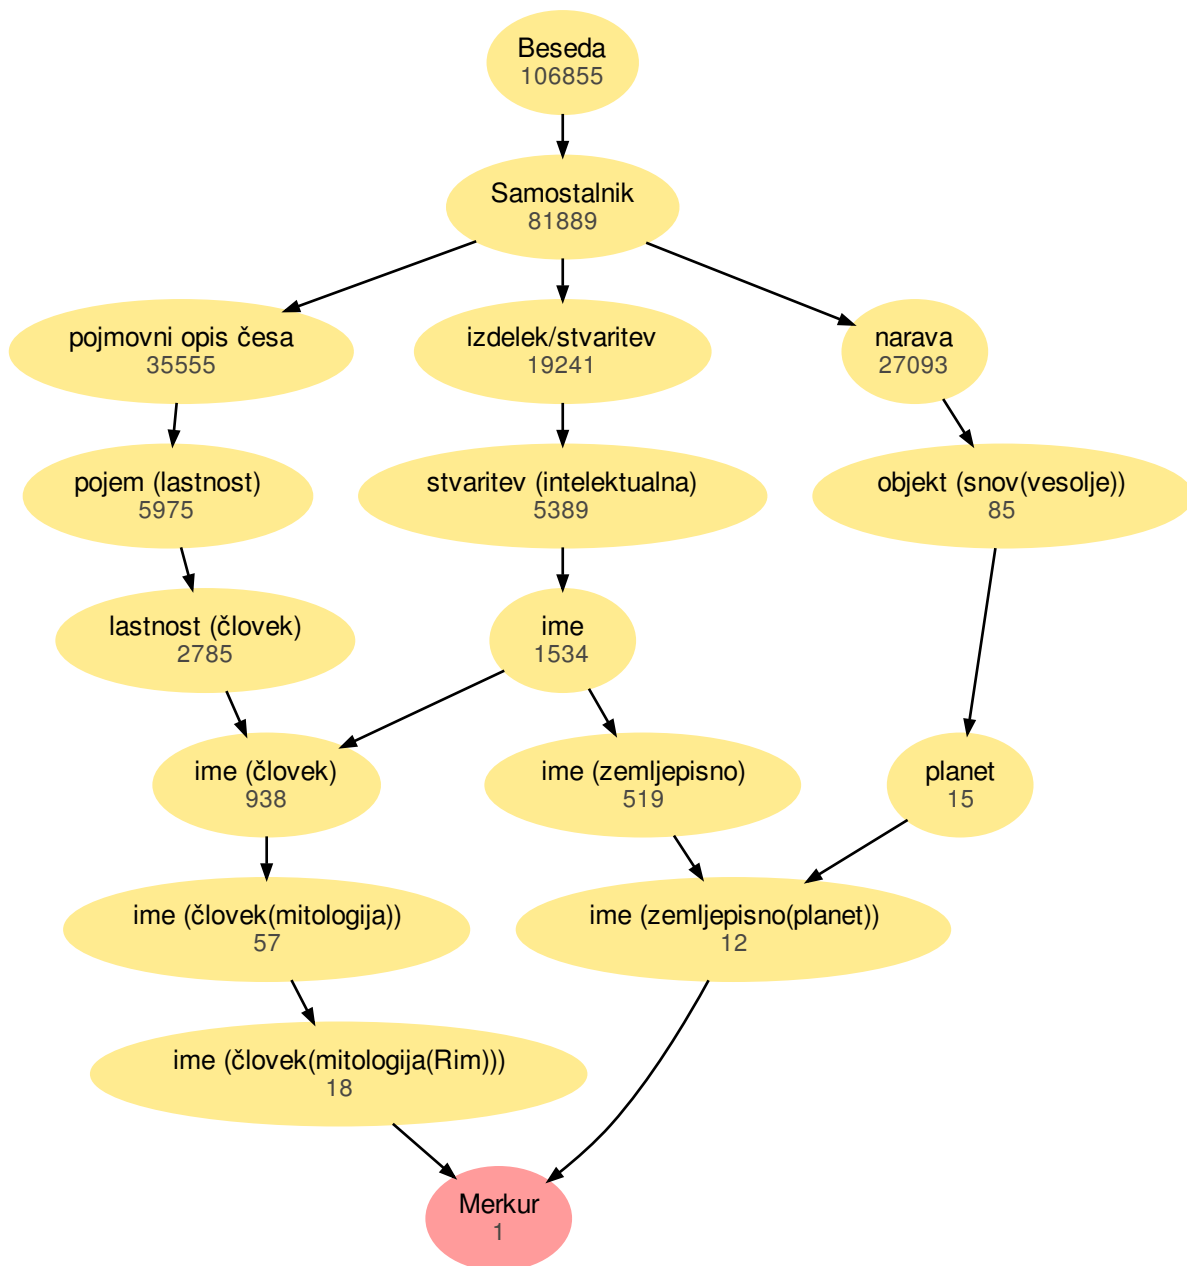 Beseda
106855
Samostalnik
81889
pojmovni opis česa
35555
izdelek/stvaritev
19241
narava
27093
pojem (lastnost)
5975
stvaritev (intelektualna)
5389
objekt (snov(vesolje))
85
lastnost (človek)
2785
ime
1534
ime (človek)
938
ime (zemljepisno)
519
planet
15
ime (človek(mitologija))
57
ime (zemljepisno(planet))
12
ime (človek(mitologija(Rim)))
18
Merkur
1